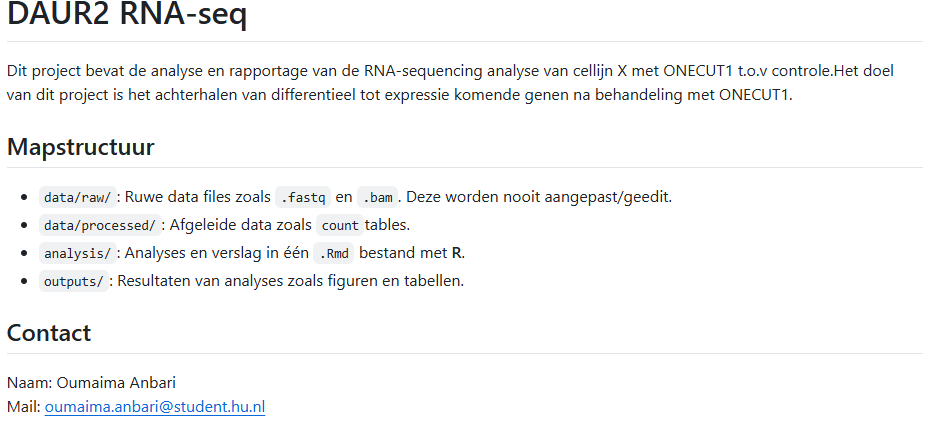 DAUR2 RNA-seq
Dit project bevat de analyse en rapportage van de RNA-sequencing analyse van cellijn X met ONECUT1 t.o.v controle.Het doel
van dit project is het achterhalen van differentieel tot expressie komende genen na behandeling met ONECUT1.
Mapstructuur
data/raw/ : Ruwe data files zoals .fastq en .bam . Deze worden nooit aangepast/geedit.
data/processed/ : Afgeleide data zoals count tables.
analysis/ : Analyses en verslag in één .Rmd bestand met R.
outputs/ : Resultaten van analyses zoals figuren en tabellen.
Contact
Naam: Oumaima Anbari
Mail: oumaima.anbari@student.hu.nl